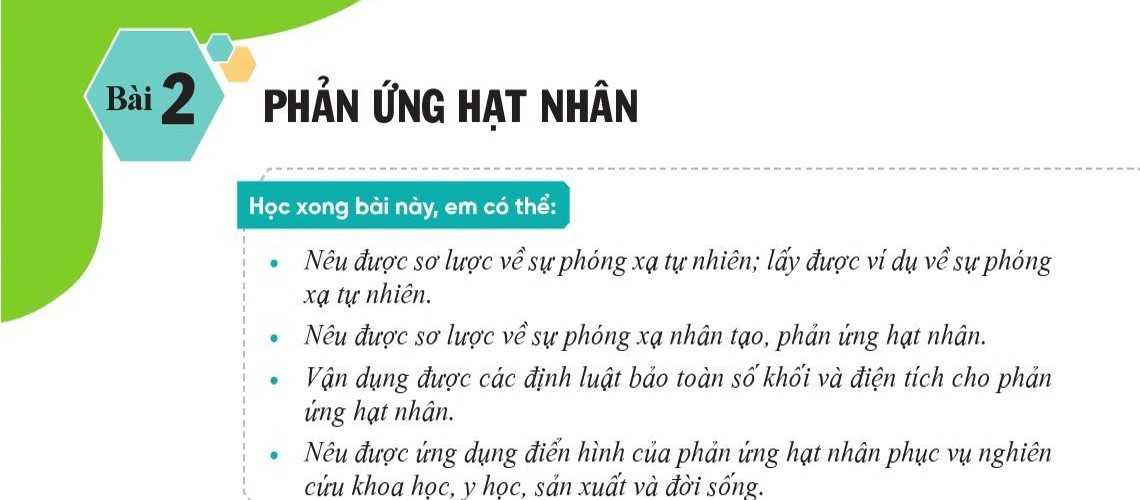 Bài 2
PHẢN ỨNG HẠT NHÂN
Học xong bài này, em có thể:
• Nêu được sơ lược về sự phóng xạ tự nhiên; lấy được ví dụ về sự phóng
xạ tự nhiên.
• Nêu được sơ lược về sự phóng xạ nhân tạo, phản ứng hạt nhân.
• Vận dụng được các định luật bảo toàn số khối và điện tích cho phản
ứng hạt nhân.
• Nêu được ứng dụng điển hình của phản ứng hạt nhân phục vụ nghiên
cứu khoa học, y học, sản xuất và đời sống.